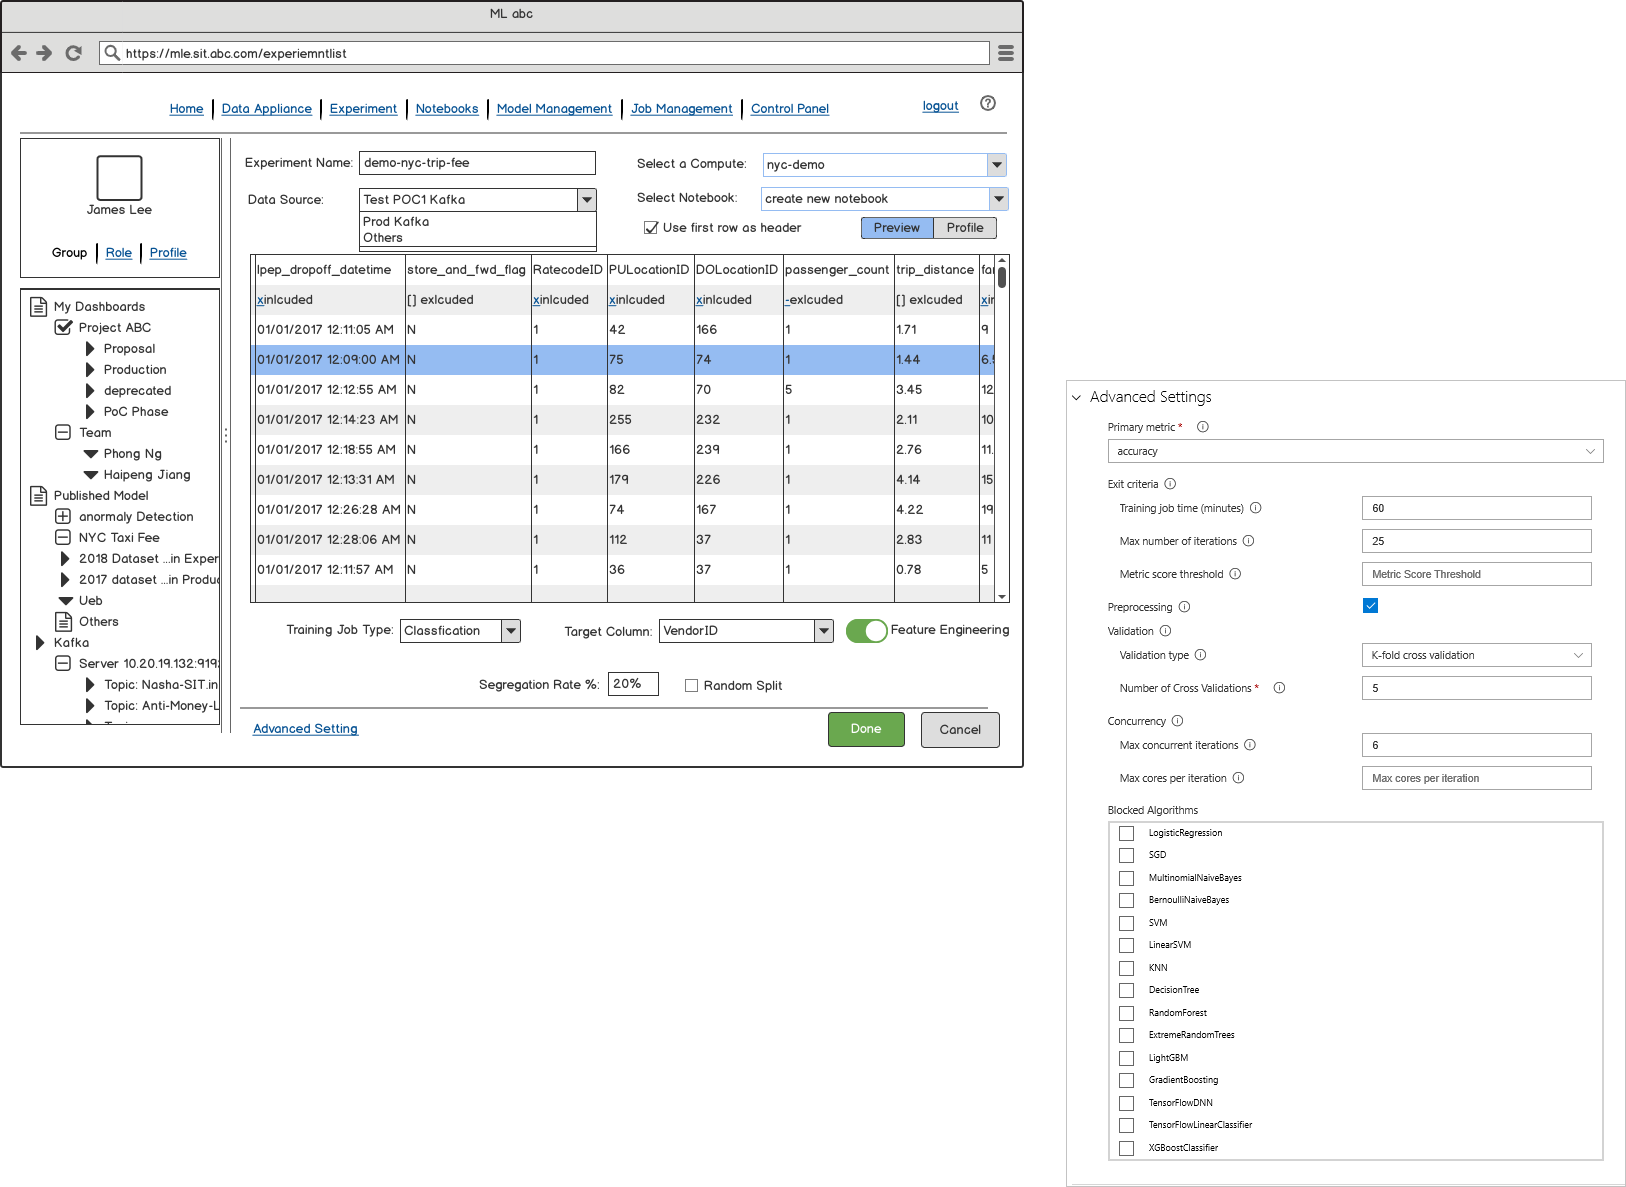 ML abc
https://mle.sit.abc.com/experiemntlist
Home Data Appliance Experiment Notebooks Model Management Job Management Control Panel logout
James Lee
Group Role Profile
My Dashboards
Project ABC
Proposal
Production
deprecated
PoC Phase
Team
Phong Ng
Haipeng Jiang
Published Model
anormaly Detection
NYC Taxi Fee
2018 Dataset ...in Exper
2017 dataset ...in Produc
Ueb
Others
Kafka
Server 10.20.19.132:919
Topic: Nasha-SIT.in
Topic: Anti-Money-L
Experiment Name: demo-nyc-trip-fee
Select a Compute: nyc-demo
Data Source: Test POC1 Kafka
Prod Kafka
Others
Select Notebook: create new notebook
Use first row as header
Preview Profile
lpep_dropoff_datetime store_and_fwd_flag RatecodeID PULocationID DOLocationID passenger_count trip_distance far
xinlcuded [] exlcuded xinlcuded xinlcuded xinlcuded -exlcuded [] exlcuded xin
01/01/2017 12:11:05 AM N 1 42 166 1 1.71 9
01/01/2017 12:09:00 AM N 1 75 74 1 1.44 6.5
01/01/2017 12:12:55 AM N 1 82 70 5 3.45 12
01/01/2017 12:14:23 AM N 1 255 232 1 2.11 10
01/01/2017 12:18:55 AM N 1 166 239 1 2.76 11.
01/01/2017 12:13:31 AM N 1 179 226 1 4.14 15
01/01/2017 12:26:28 AM N 1 74 167 1 4.22 19
01/01/2017 12:28:06 AM N 1 112 37 1 2.83 11
01/01/2017 12:11:57 AM N 1 36 37 1 0.78 5
Training Job Type: Classfication Target Column: VendorID Feature Engineering
Segregation Rate %: 20% Random Split
Advanced Setting Done Cancel
Advanced Settings
Primary metric *
accuracy
Exit criteria
Training job time (minutes) 60
Max number of iterations 25
Metric score threshold Metric Score Threshold
Preprocessing
Validation
Validation type K-fold cross validation
Number of Cross Validations * 5
Concurrency
Max concurrent iterations 6
Max cores per iteration Max cores per iteration
Blocked Algorithms
LogisticRegression
SGD
MultinomialNaiveBayes
BernoulliNaiveBayes
SVM
LinearSVM
KNN
DecisionTree
RandomForest
ExtremeRandomTrees
LightGBM
GradientBoosting
TensorFlowDNN
TensorFlowLinearClassifier
XGBoostClassifier